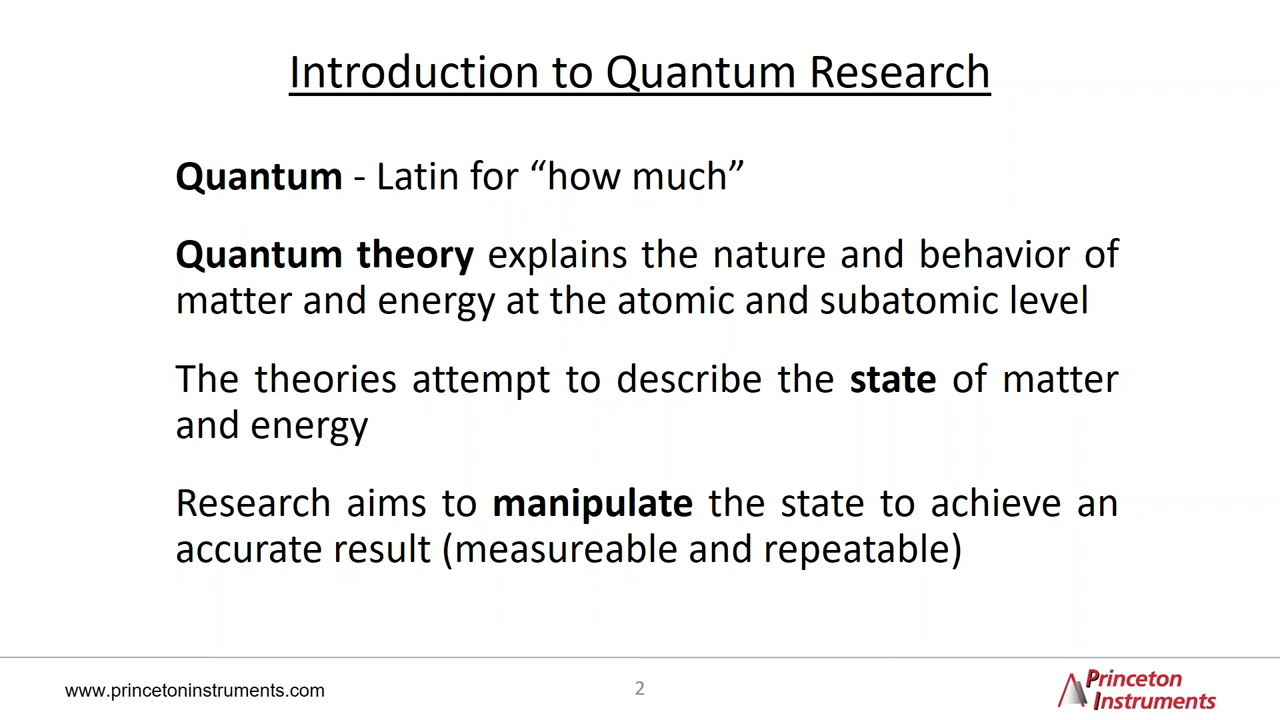 Introduction to Quantum Research
Quantum - Latin for “how much”
Quantum theory explains the nature and behavior of
matter and energy at the atomic and subatomic level
The theories attempt to describe the state of matter
and energy
Research aims to manipulate the state to achieve an
accurate result (measureable and repeatable)
www.princetoninstruments.com
2
Princeton
Instruments